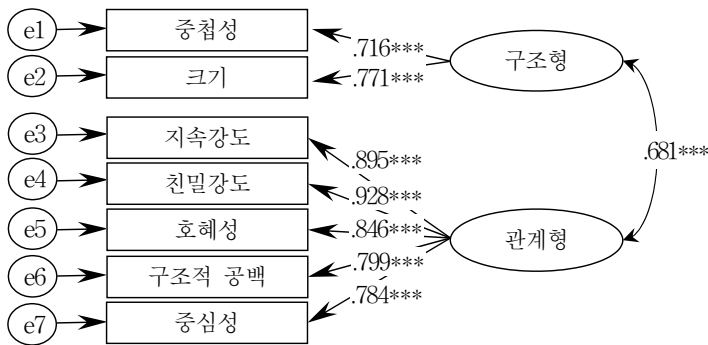 e1 중첩성 .716*** 구조형
e2 크기 .771***
.681***
e3 지속강도 .895***
e4 친밀강도 .928***
e5 호혜성 .846*** 관계형
e6 구조적 공백 .799***
e7 중심성 .784***